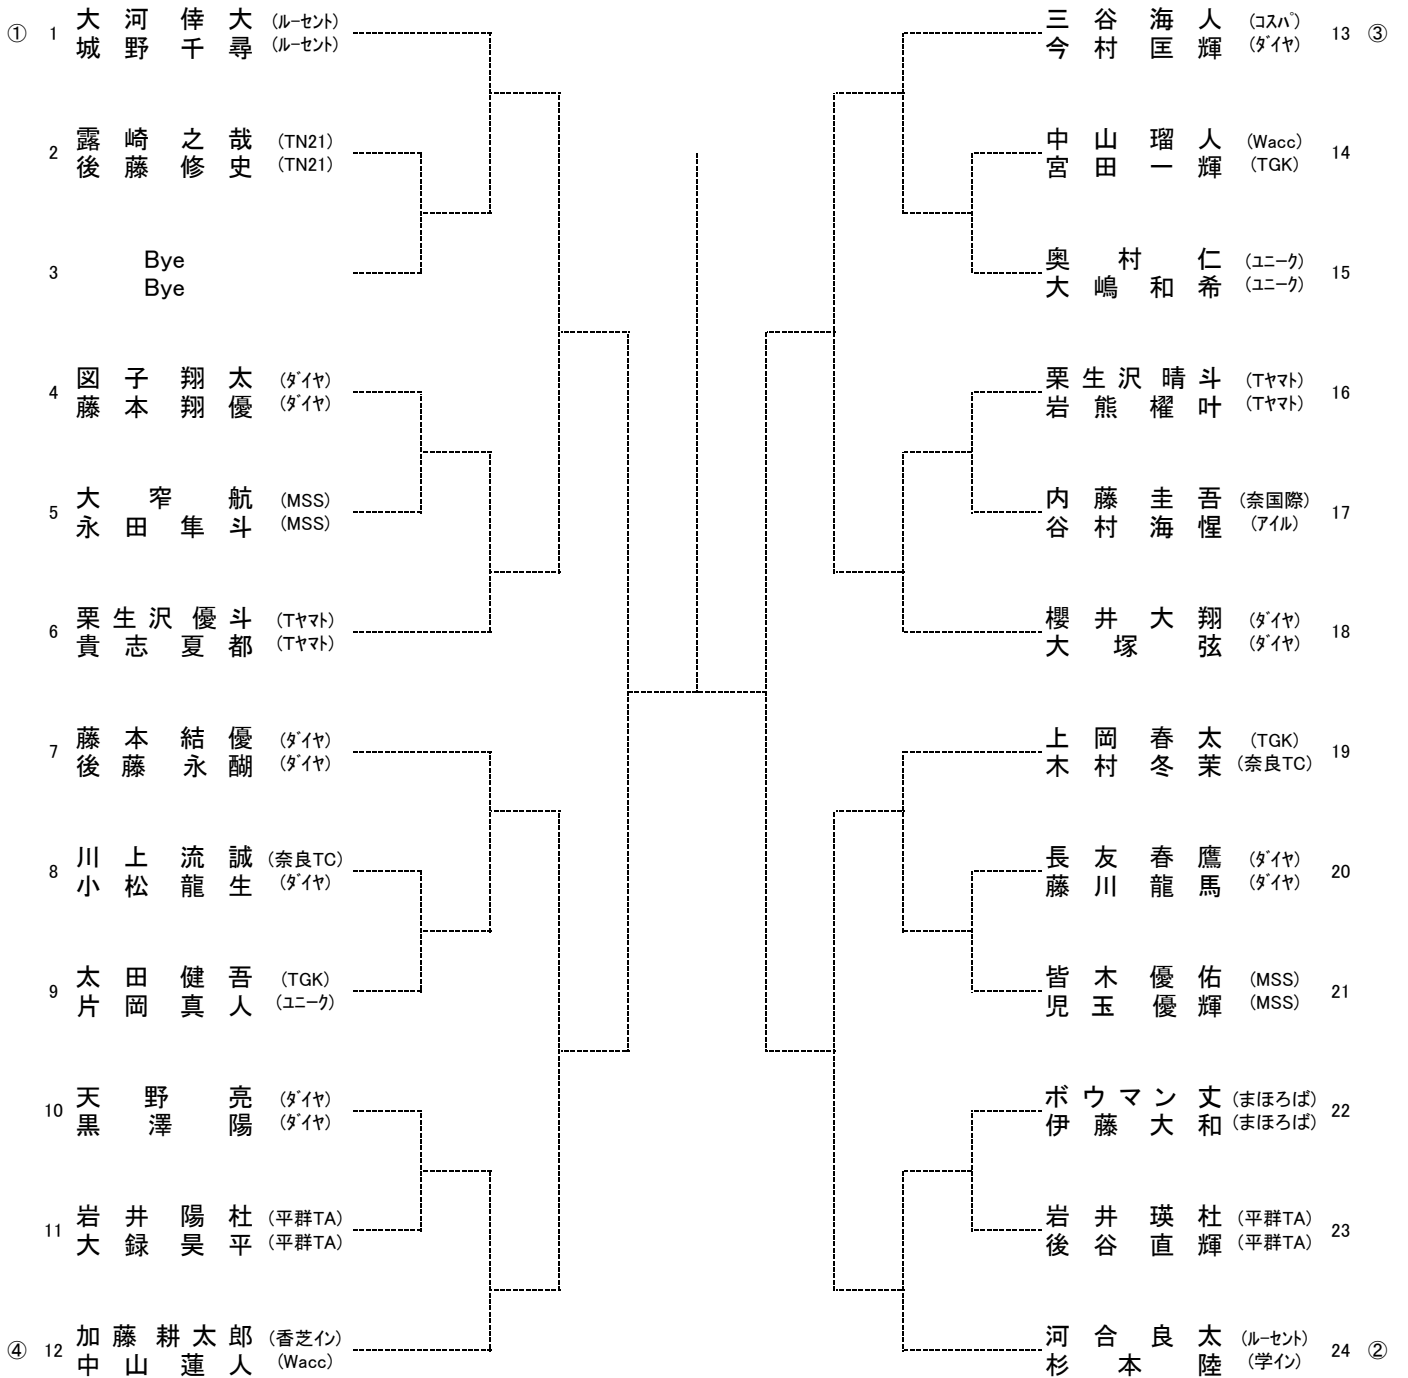 ① 1 大河倖大 (ルーセント)
城野千尋 (ルーセント)
2 露崎之哉 (TN21)
後藤修史 (TN21)
3 Bye
Bye
4 図子翔太 (ダイヤ)
藤本翔優 (ダイヤ)
5 大窄航 (MSS)
永田隼斗 (MSS)
6 栗生沢優斗 (Tヤマト)
貴志夏都 (Tヤマト)
7 藤本結優 (ダイヤ)
後藤永醐 (ダイヤ)
8 川上流誠 (奈良TC)
小松龍生 (ダイヤ)
9 太田健吾 (TGK)
片岡真人 (ユニーク)
10 天野亮 (ダイヤ)
黒澤陽 (ダイヤ)
11 岩井陽杜 (平群TA)
大録昊平 (平群TA)
④ 12 加藤耕太郎 (香芝イン)
中山蓮人 (Wacc)
三谷海人 (コスパ) 13 ③
今村匡輝 (ダイヤ)
中山瑠人 (Wacc) 14
宮田一輝 (TGK)
奥村仁 (ユニーク) 15
大嶋和希 (ユニーク)
栗生沢晴斗 (Tヤマト) 16
岩熊櫂叶 (Tヤマト)
内藤圭吾 (奈国際) 17
谷村海惺 (アイル)
櫻井大翔 (ダイヤ) 18
大塚弦 (ダイヤ)
上岡春太 (TGK) 19
木村冬茉 (奈良TC)
長友春鷹 (ダイヤ) 20
藤川龍馬 (ダイヤ)
皆木優佑 (MSS) 21
児玉優輝 (MSS)
ボウマン丈 (まほろば) 22
伊藤大和 (まほろば)
岩井瑛杜 (平群TA) 23
後谷直輝 (平群TA)
河合良太 (ルーセント) 24 ②
杉本陸 (学イン)